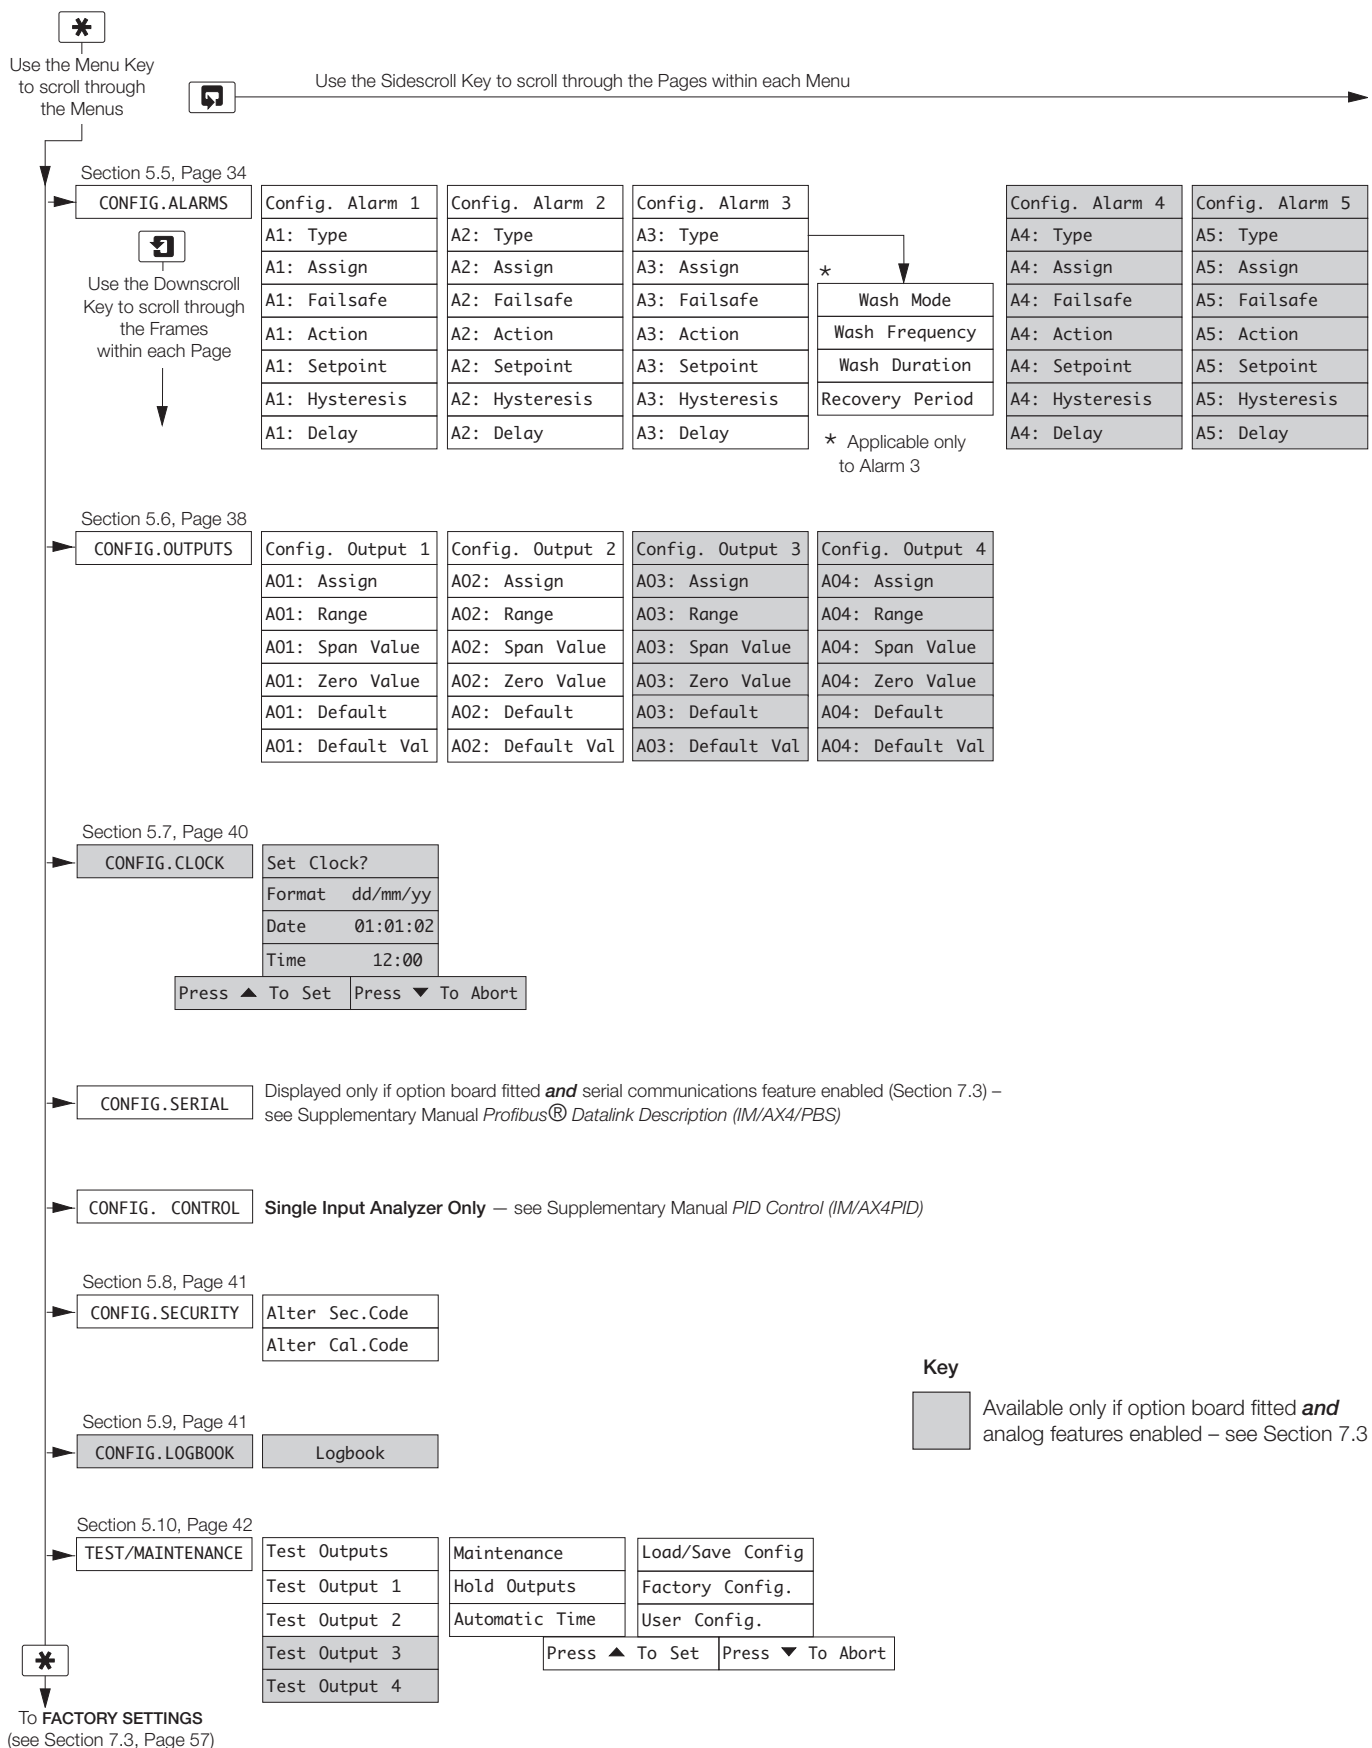 Use the Menu Key
to scroll through
the Menus
Use the Sidescroll Key to scroll through the Pages within each Menu
Section 5.5, Page 34
CONFIG.ALARMS
Use the Downscroll
Key to scroll through
the Frames
within each Page
Config. Alarm 1
A1: Type
A1: Assign
A1: Failsafe
A1: Action
A1: Setpoint
A1: Hysteresis
A1: Delay
Config. Alarm 2
A2: Type
A2: Assign
A2: Failsafe
A2: Action
A2: Setpoint
A2: Hysteresis
A2: Delay
Config. Alarm 3
A3: Type
A3: Assign
A3: Failsafe
A3: Action
A3: Setpoint
A3: Hysteresis
A3: Delay
*
Wash Mode
Wash Frequency
Wash Duration
Recovery Period
* Applicable only
to Alarm 3
Config. Alarm 4
A4: Type
A4: Assign
A4: Failsafe
A4: Action
A4: Setpoint
A4: Hysteresis
A4: Delay
Config. Alarm 5
A5: Type
A5: Assign
A5: Failsafe
A5: Action
A5: Setpoint
A5: Hysteresis
A5: Delay
Section 5.6, Page 38
CONFIG.OUTPUTS
Config. Output 1
AO1: Assign
AO1: Range
AO1: Span Value
AO1: Zero Value
AO1: Default
AO1: Default Val
Config. Output 2
AO2: Assign
AO2: Range
AO2: Span Value
AO2: Zero Value
AO2: Default
AO2: Default Val
Config. Output 3
AO3: Assign
AO3: Range
AO3: Span Value
AO3: Zero Value
AO3: Default
AO3: Default Val
Config. Output 4
AO4: Assign
AO4: Range
AO4: Span Value
AO4: Zero Value
AO4: Default
AO4: Default Val
Section 5.7, Page 40
CONFIG.CLOCK
Set Clock?
Format dd/mm/yy
Date 01:01:02
Time 12:00
Press ▲ To Set
Press ▼ To Abort
CONFIG.SERIAL
Displayed only if option board fitted and serial communications feature enabled (Section 7.3) –
see Supplementary Manual Profibus® Datalink Description (IM/AX4/PBS)
CONFIG. CONTROL
Single Input Analyzer Only — see Supplementary Manual PID Control (IM/AX4PID)
Section 5.8, Page 41
CONFIG.SECURITY
Alter Sec.Code
Alter Cal.Code
Key
Available only if option board fitted and
analog features enabled – see Section 7.3
Section 5.9, Page 41
CONFIG.LOGBOOK
Logbook
Section 5.10, Page 42
TEST/MAINTENANCE
Test Outputs
Test Output 1
Test Output 2
Test Output 3
Test Output 4
Maintenance
Hold Outputs
Automatic Time
Load/Save Config
Factory Config.
User Config.
Press ▲ To Set
Press ▼ To Abort
To FACTORY SETTINGS
(see Section 7.3, Page 57)